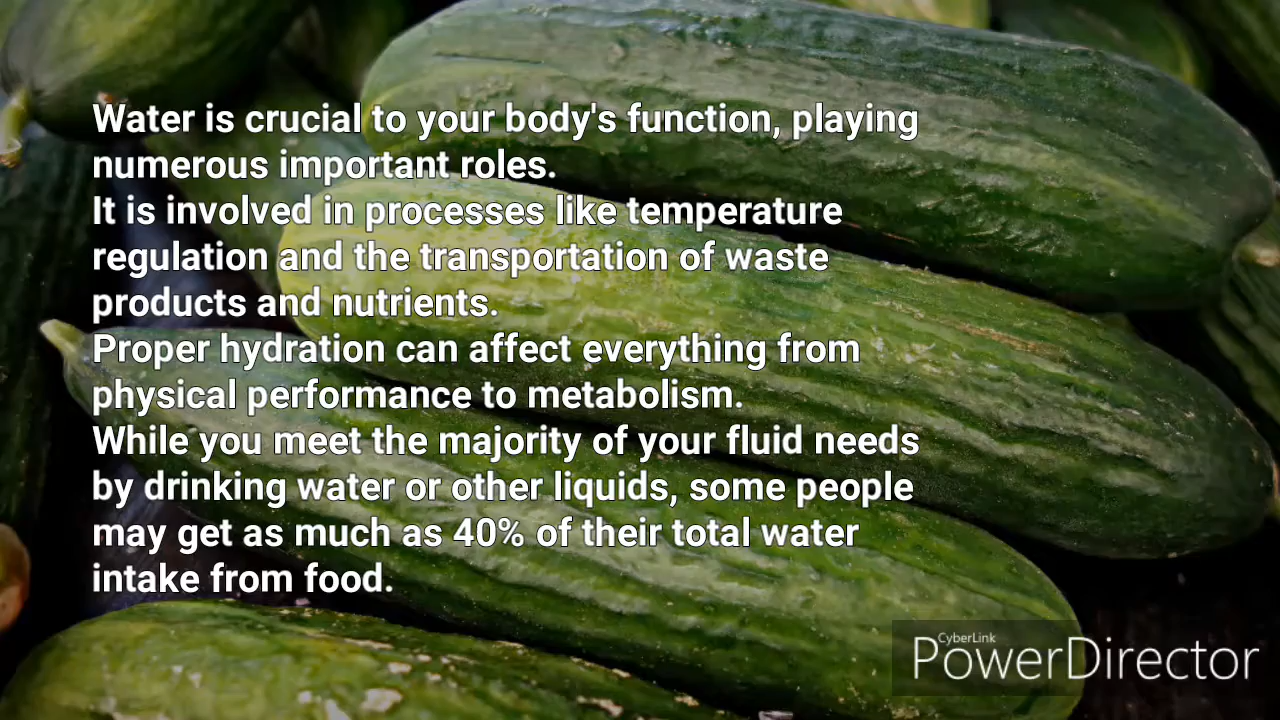 Water is crucial to your body's function, playing
numerous important roles.
It is involved in processes like temperature
regulation and the transportation of waste
products and nutrients.
Proper hydration can affect everything from
physical performance to metabolism.
While you meet the majority of your fluid needs
by drinking water or other liquids, some people
may get as much as 40% of their total water
intake from food.
CyberLink
PowerDirector